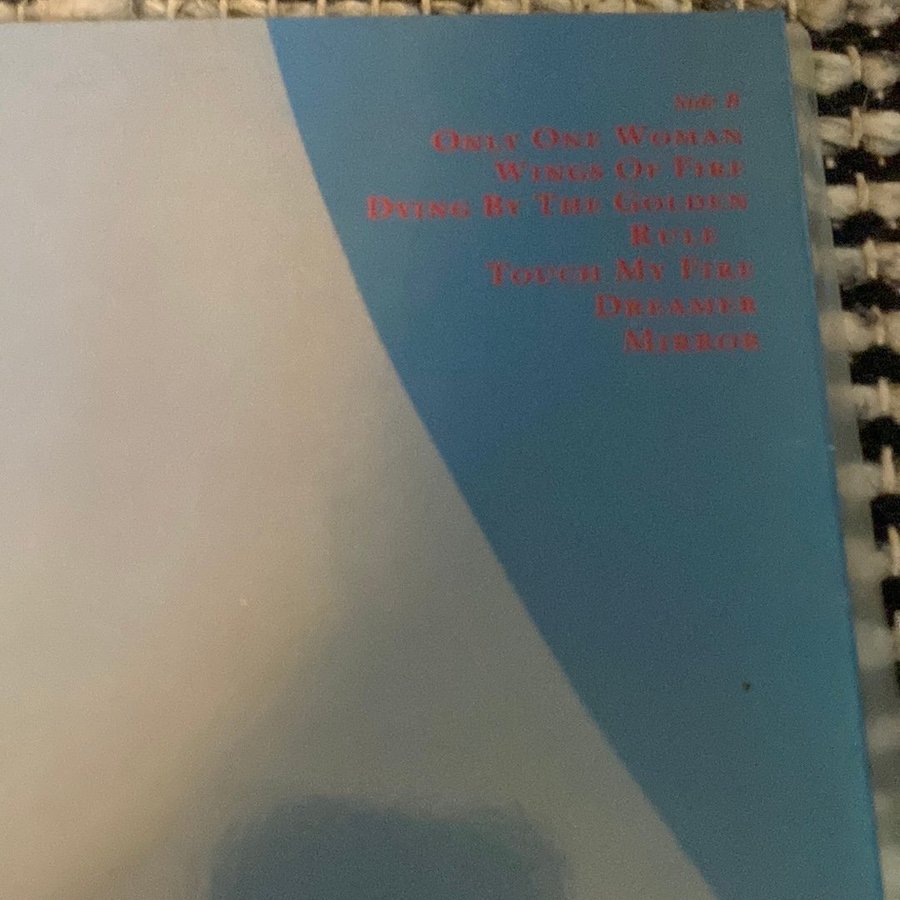 Side B
Only One Woman
Wings Of Fire
Dying By The Golden
Rule
Touch My Fire
Dreamer
Mirror